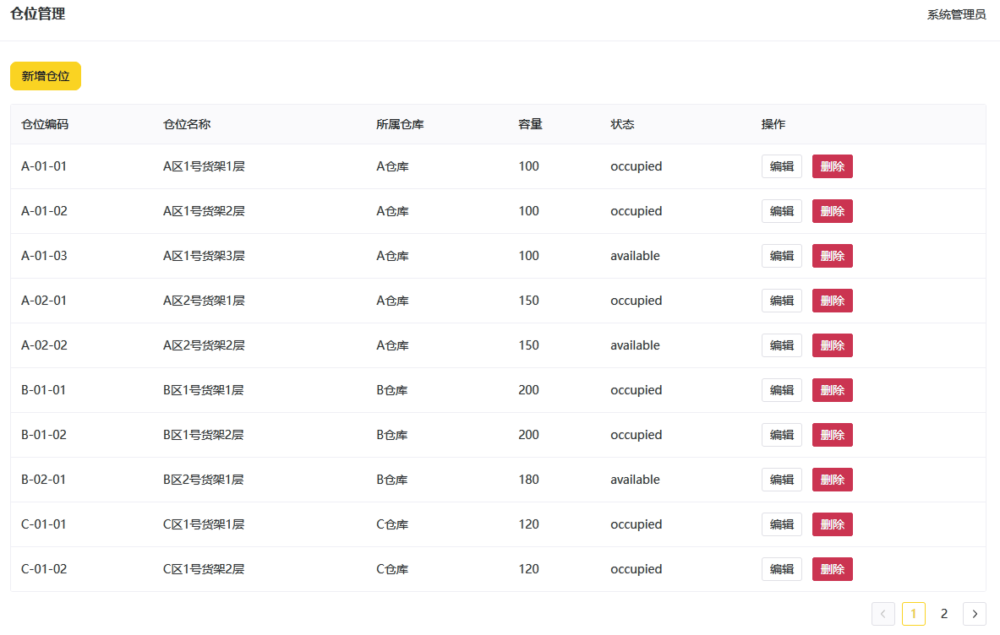 仓位管理 系统管理员
新增仓位
仓位编码 仓位名称 所属仓库 容量 状态 操作
A-01-01 A区1号货架1层 A仓库 100 occupied 编辑 删除
A-01-02 A区1号货架2层 A仓库 100 occupied 编辑 删除
A-01-03 A区1号货架3层 A仓库 100 available 编辑 删除
A-02-01 A区2号货架1层 A仓库 150 occupied 编辑 删除
A-02-02 A区2号货架2层 A仓库 150 available 编辑 删除
B-01-01 B区1号货架1层 B仓库 200 occupied 编辑 删除
B-01-02 B区1号货架2层 B仓库 200 occupied 编辑 删除
B-02-01 B区2号货架1层 B仓库 180 available 编辑 删除
C-01-01 C区1号货架1层 C仓库 120 occupied 编辑 删除
C-01-02 C区1号货架2层 C仓库 120 occupied 编辑 删除
1 2